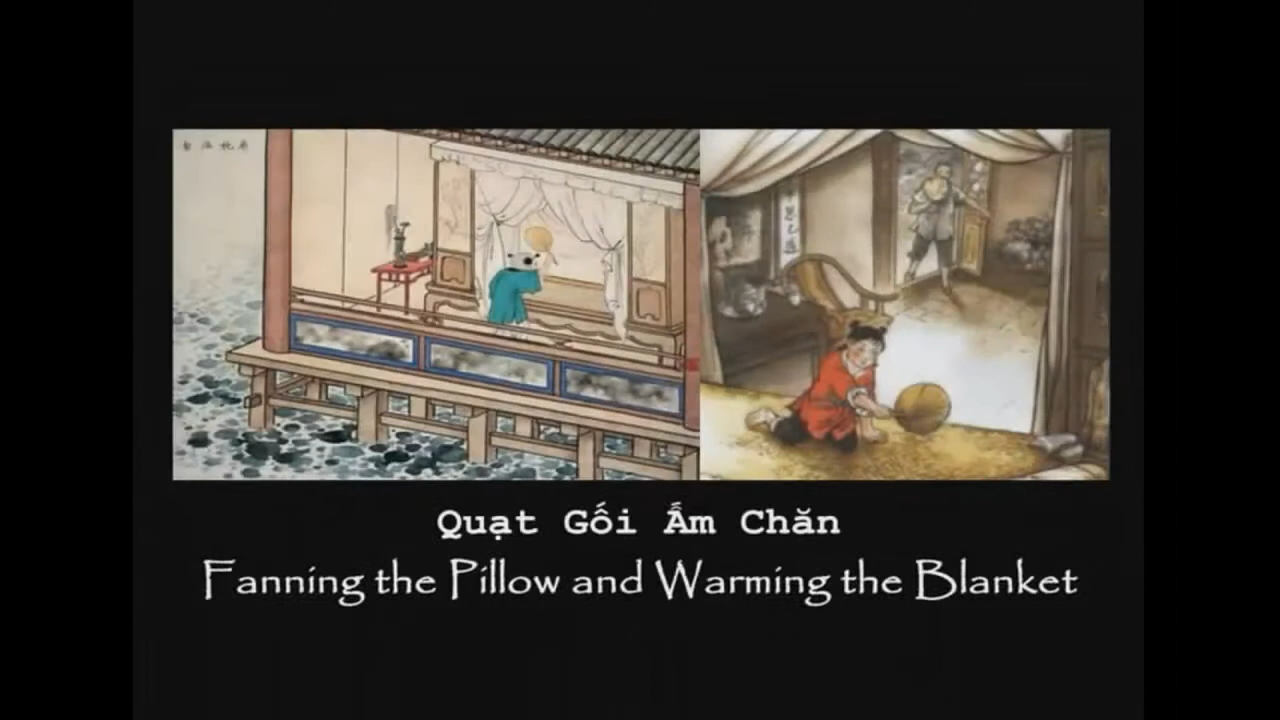 Quạt Gối Ấm Chăn
Fanning the Pillow and Warming the Blanket